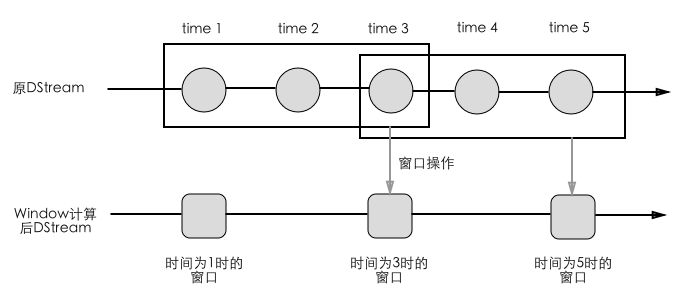 time 1 time 2 time 3 time 4 time 5
原DStream
窗口操作
Window计算
后DStream
时间为1时的
窗口
时间为3时的
窗口
时间为5时的
窗口